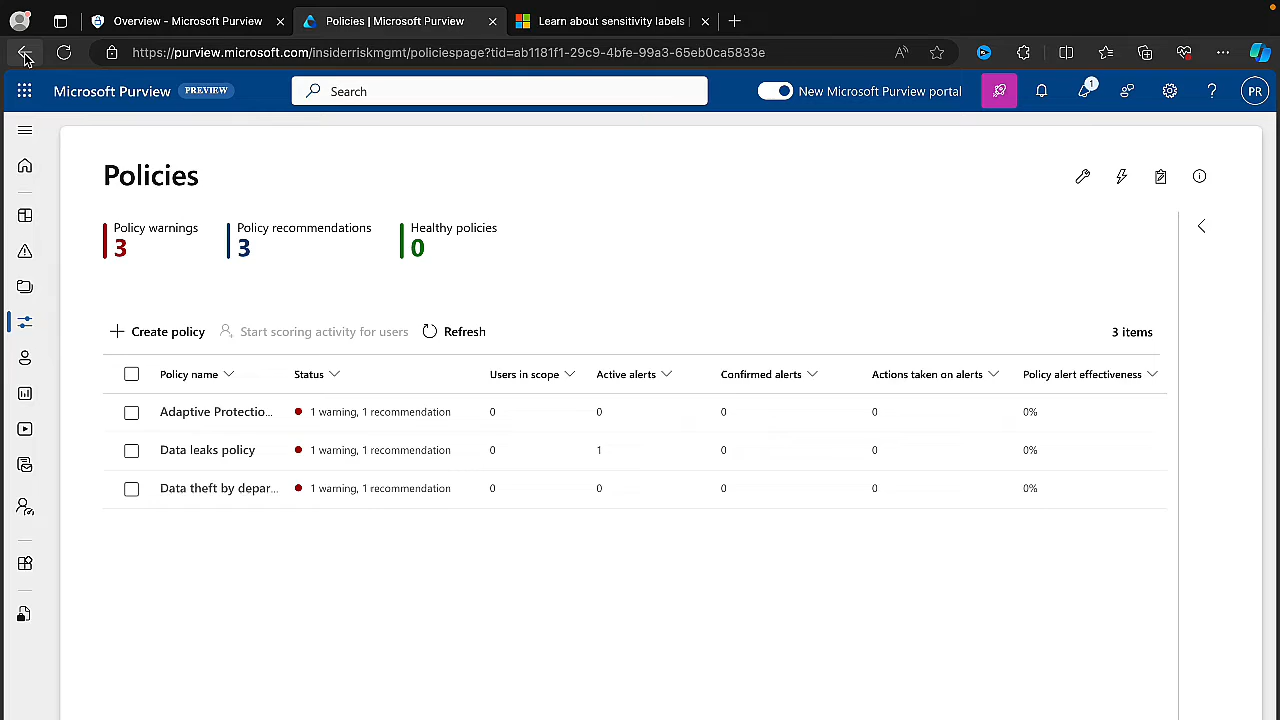 Overview - Microsoft Purview
Policies | Microsoft Purview
Learn about sensitivity labels
https://purview.microsoft.com/insiderriskmgmt/policiespage?tid=ab1181f1-29c9-4bfe-99a3-65eb0ca5833e
Microsoft Purview PREVIEW
Search
New Microsoft Purview portal
1
PR
Policies
Policy warnings
3
Policy recommendations
3
Healthy policies
0
Create policy
Start scoring activity for users
Refresh
3 items
Policy name Status Users in scope Active alerts Confirmed alerts Actions taken on alerts Policy alert effectiveness
Adaptive Protectio... 1 warning, 1 recommendation 0 0 0 0 0%
Data leaks policy 1 warning, 1 recommendation 0 1 0 0 0%
Data theft by depar... 1 warning, 1 recommendation 0 0 0 0 0%